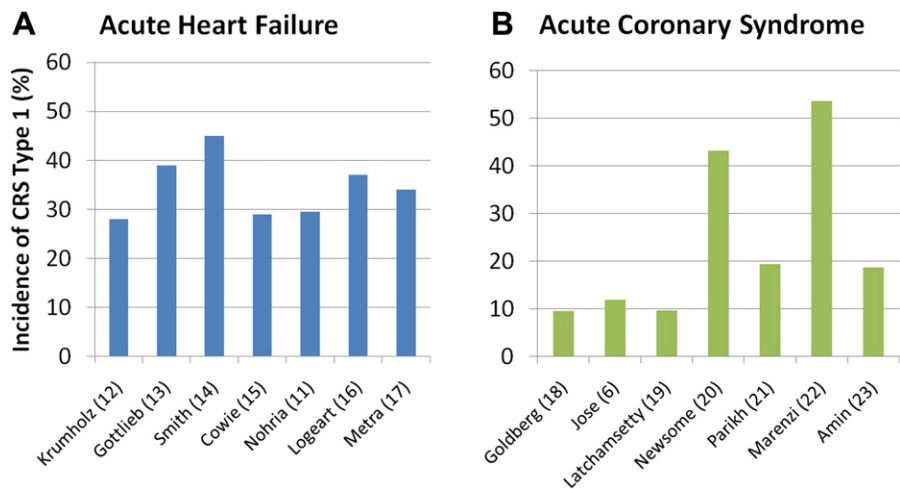 A Acute Heart Failure
Incidence of CRS Type 1 (%)
60
50
40
30
20
10
0
Krumholz (12)
Gottlieb (13)
Smith (14)
Cowie (15)
Nohria (11)
Logeart (16)
Metra (17)
B Acute Coronary Syndrome
60
50
40
30
20
10
0
Goldberg (18)
Jose (6)
Latchamsetty (19)
Newsome (20)
Parikh (21)
Marenzi (22)
Amin (23)